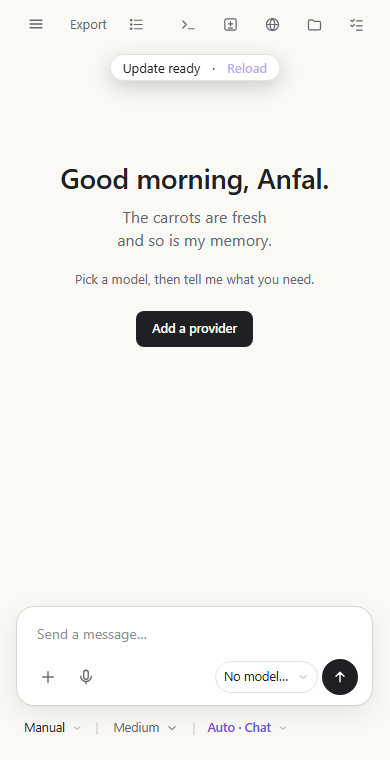 Export
Update ready · Reload
Good morning, Anfal.
The carrots are fresh
and so is my memory.
Pick a model, then tell me what you need.
Add a provider
Send a message...
No model...
Manual | Medium | Auto · Chat